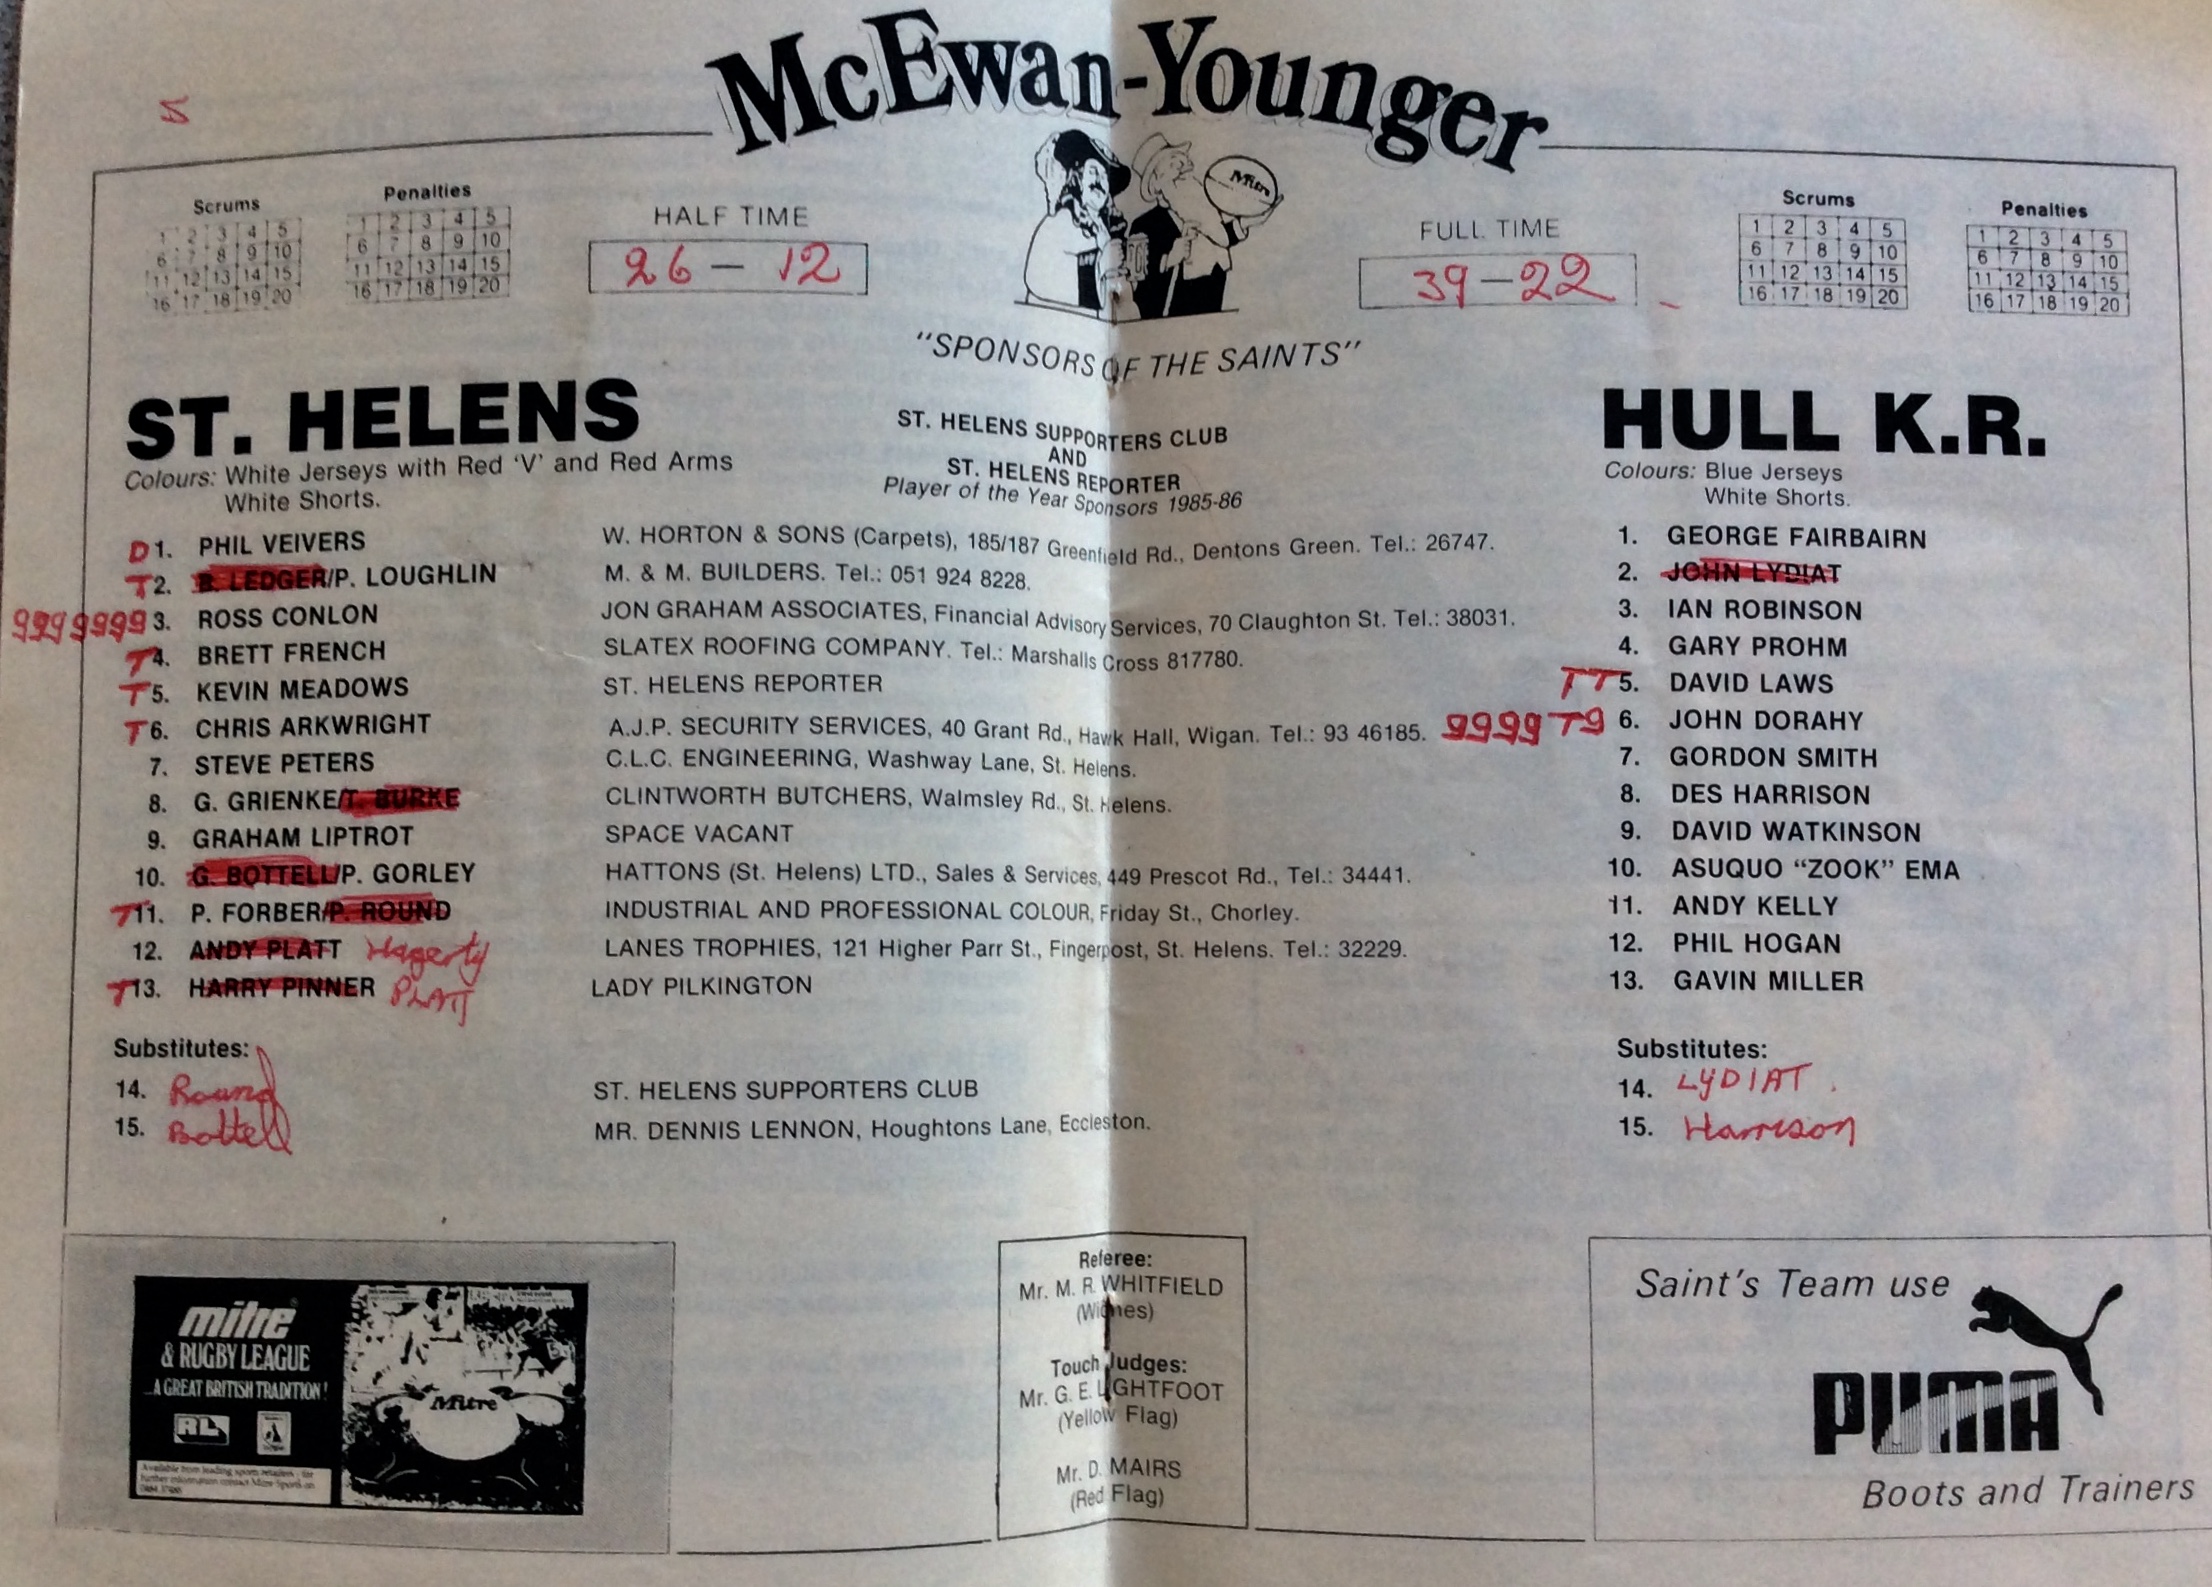 McEwan-Younger
5
Scrums
1 2 3 4 5
6 7 8 9 10
11 12 13 14 15
16 17 18 19 20
Penalties
1 2 3 4 5
6 7 8 9 10
11 12 13 14 15
16 17 18 19 20
HALF TIME
26 - 12
Mitre
FULL TIME
39-22
Scrums
1 2 3 4 5
6 7 8 9 10
11 12 13 14 15
16 17 18 19 20
Penalties
1 2 3 4 5
6 7 8 9 10
11 12 13 14 15
16 17 18 19 20
"SPONSORS OF THE SAINTS"
ST. HELENS
Colours: White Jerseys with Red 'V' and Red Arms
White Shorts.
ST. HELENS SUPPORTERS CLUB
AND
ST. HELENS REPORTER
Player of the Year Sponsors 1985-86
HULL K.R.
Colours: Blue Jerseys
White Shorts.
D 1. PHIL VEIVERS W. HORTON & SONS (Carpets), 185/187 Greenfield Rd., Dentons Green. Tel.: 26747.
T 2. B. LEDGER/P. LOUGHLIN M. & M. BUILDERS. Tel.: 051 924 8228.
9999999 3. ROSS CONLON JON GRAHAM ASSOCIATES, Financial Advisory Services, 70 Claughton St. Tel.: 38031.
T 4. BRETT FRENCH SLATEX ROOFING COMPANY. Tel.: Marshalls Cross 817780.
T 5. KEVIN MEADOWS ST. HELENS REPORTER
T 6. CHRIS ARKWRIGHT A.J.P. SECURITY SERVICES, 40 Grant Rd., Hawk Hall, Wigan. Tel.: 93 46185.
7. STEVE PETERS C.L.C. ENGINEERING, Washway Lane, St. Helens.
8. G. GRIENKE/T. BURKE CLINTWORTH BUTCHERS, Walmsley Rd., St. Helens.
9. GRAHAM LIPTROT SPACE VACANT
10. G. BOTTELL/P. GORLEY HATTONS (St. Helens) LTD., Sales & Services, 449 Prescot Rd., Tel.: 34441.
T 11. P. FORBER/P. ROUND INDUSTRIAL AND PROFESSIONAL COLOUR, Friday St., Chorley.
12. ANDY PLATT Hagerty LANES TROPHIES, 121 Higher Parr St., Fingerpost, St. Helens. Tel.: 32229.
T 13. HARRY PINNER PLATT LADY PILKINGTON
Substitutes:
14. Round ST. HELENS SUPPORTERS CLUB
15. Bottell MR. DENNIS LENNON, Houghtons Lane, Eccleston.
1. GEORGE FAIRBAIRN
2. JOHN LYDIAT
3. IAN ROBINSON
4. GARY PROHM
TT 5. DAVID LAWS
9999 T9 6. JOHN DORAHY
7. GORDON SMITH
8. DES HARRISON
9. DAVID WATKINSON
10. ASUQUO "ZOOK" EMA
11. ANDY KELLY
12. PHIL HOGAN
13. GAVIN MILLER
Substitutes:
14. LYDIAT.
15. Harrison
mitre
& RUGBY LEAGUE
...A GREAT BRITISH TRADITION!
RL
Mitre
Available from leading sports retailers - for
further information contact Mitre Sports on
Referee:
Mr. M. R. WHITFIELD
(Widnes)
Touch Judges:
Mr. G. E. LIGHTFOOT
(Yellow Flag)
Mr. D. MAIRS
(Red Flag)
Saint's Team use
PUMA
Boots and Trainers